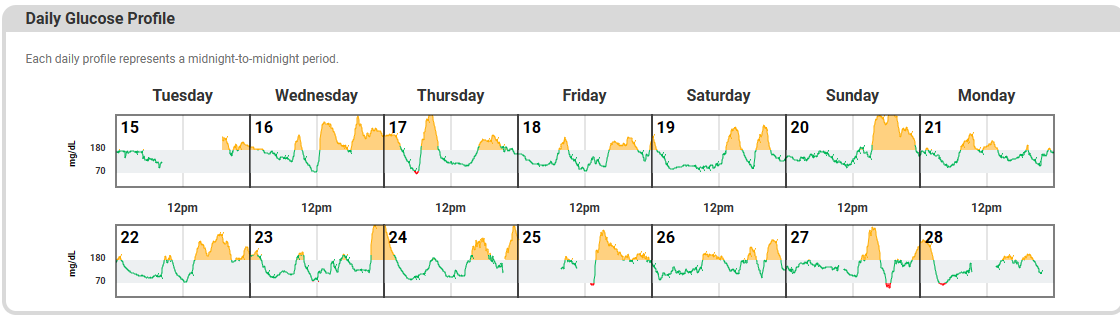 Daily Glucose Profile
Each daily profile represents a midnight-to-midnight period.
Tuesday Wednesday Thursday Friday Saturday Sunday Monday
15 16 17 18 19 20 21
mg/dL
180
70
12pm 12pm 12pm 12pm 12pm 12pm 12pm
22 23 24 25 26 27 28
mg/dL
180
70